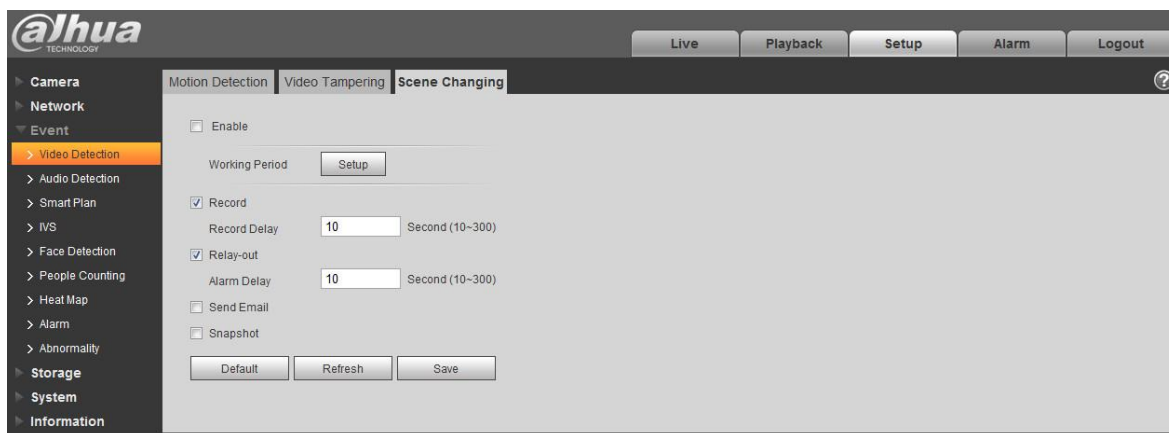 alhua
TECHNOLOGY
Live Playback Setup Alarm Logout
Camera
Network
Event
Video Detection
Audio Detection
Smart Plan
IVS
Face Detection
People Counting
Heat Map
Alarm
Abnormality
Storage
System
Information
Motion Detection Video Tampering Scene Changing ?
Enable
Working Period Setup
Record
Record Delay 10 Second (10~300)
Relay-out
Alarm Delay 10 Second (10~300)
Send Email
Snapshot
Default Refresh Save